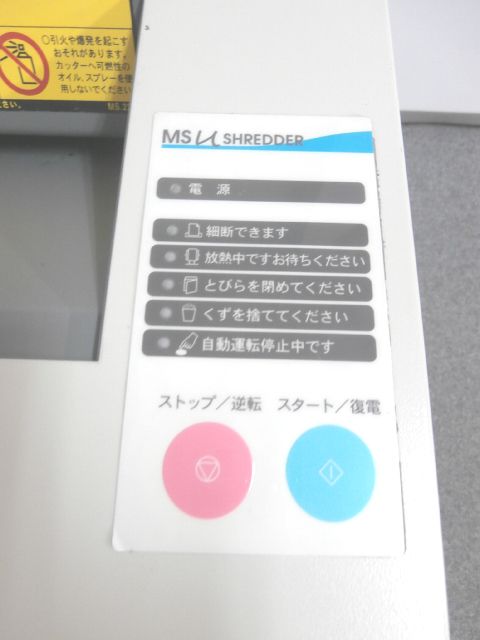 ○引火や爆発を起こす
おそれがあります。
カッターへ可燃性の
オイル、スプレーを使
用しないでください
さい。
MS 2
MSμ SHREDDER
電 源
細断できます
放熱中ですお待ちください
とびらを閉めてください
くずを捨ててください
自動運転停止中です
ストップ／逆転 スタート／復電